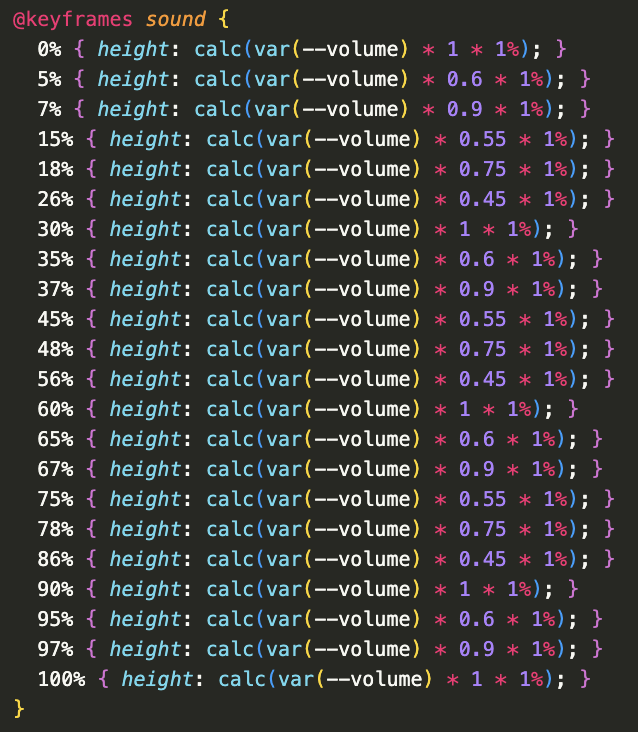 @keyframes sound {
  0% { height: calc(var(--volume) * 1 * 1%); }
  5% { height: calc(var(--volume) * 0.6 * 1%); }
  7% { height: calc(var(--volume) * 0.9 * 1%); }
  15% { height: calc(var(--volume) * 0.55 * 1%); }
  18% { height: calc(var(--volume) * 0.75 * 1%); }
  26% { height: calc(var(--volume) * 0.45 * 1%); }
  30% { height: calc(var(--volume) * 1 * 1%); }
  35% { height: calc(var(--volume) * 0.6 * 1%); }
  37% { height: calc(var(--volume) * 0.9 * 1%); }
  45% { height: calc(var(--volume) * 0.55 * 1%); }
  48% { height: calc(var(--volume) * 0.75 * 1%); }
  56% { height: calc(var(--volume) * 0.45 * 1%); }
  60% { height: calc(var(--volume) * 1 * 1%); }
  65% { height: calc(var(--volume) * 0.6 * 1%); }
  67% { height: calc(var(--volume) * 0.9 * 1%); }
  75% { height: calc(var(--volume) * 0.55 * 1%); }
  78% { height: calc(var(--volume) * 0.75 * 1%); }
  86% { height: calc(var(--volume) * 0.45 * 1%); }
  90% { height: calc(var(--volume) * 1 * 1%); }
  95% { height: calc(var(--volume) * 0.6 * 1%); }
  97% { height: calc(var(--volume) * 0.9 * 1%); }
  100% { height: calc(var(--volume) * 1 * 1%); }
}